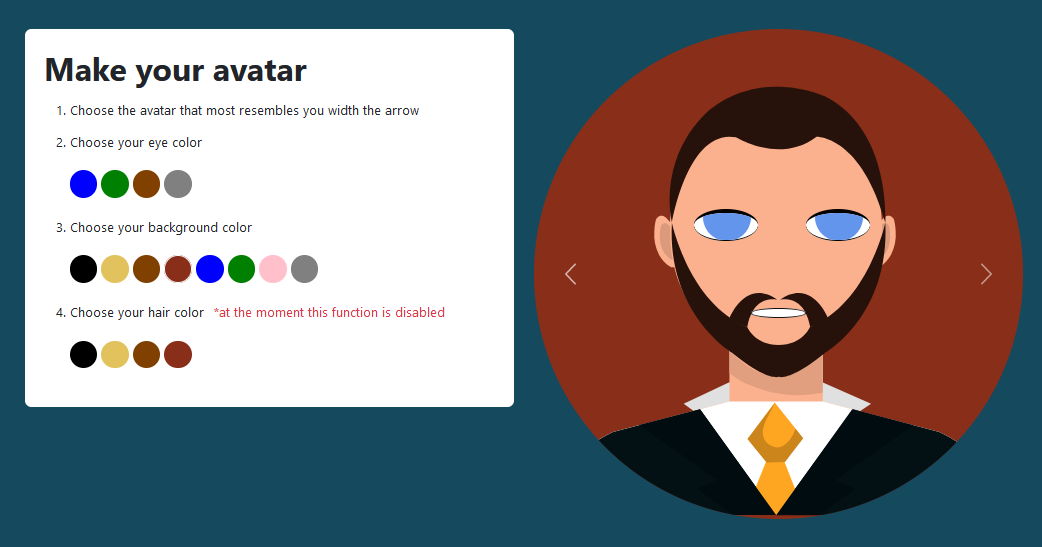 Make your avatar
1. Choose the avatar that most resembles you width the arrow
2. Choose your eye color
3. Choose your background color
4. Choose your hair color *at the moment this function is disabled